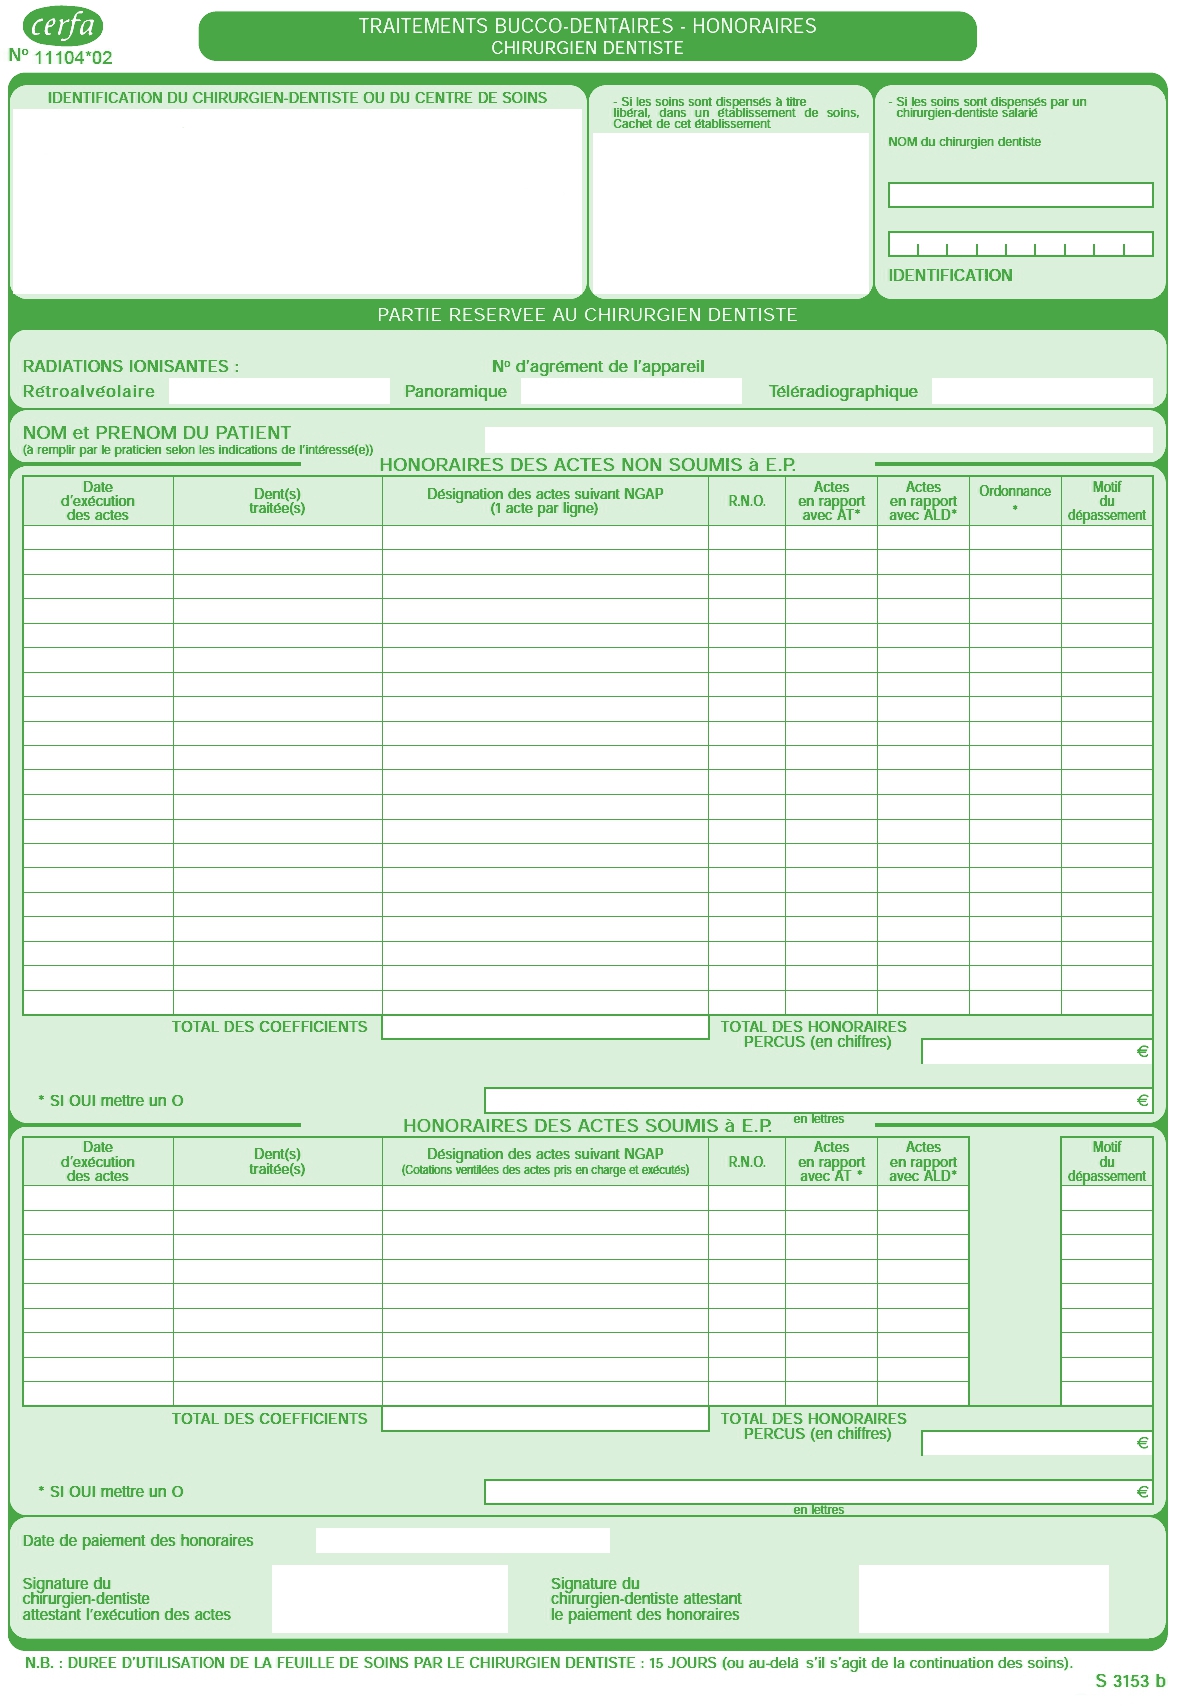 cerfa
N° 11104*02
TRAITEMENTS BUCCO-DENTAIRES - HONORAIRES
CHIRURGIEN DENTISTE
IDENTIFICATION DU CHIRURGIEN-DENTISTE OU DU CENTRE DE SOINS
- Si les soins sont dispensés à titre
libéral, dans un établissement de soins,
Cachet de cet établissement
- Si les soins sont dispensés par un
chirurgien-dentiste salarié
NOM du chirurgien dentiste
IDENTIFICATION
PARTIE RESERVEE AU CHIRURGIEN DENTISTE
RADIATIONS IONISANTES : N° d'agrément de l'appareil
Rétroalvéolaire Panoramique Téléradiographique
NOM et PRENOM DU PATIENT
(à remplir par le praticien selon les indications de l'intéressé(e))
HONORAIRES DES ACTES NON SOUMIS à E.P.
Date
d'exécution
des actes
Dent(s)
traitée(s)
Désignation des actes suivant NGAP
(1 acte par ligne)
R.N.O.
Actes
en rapport
avec AT*
Actes
en rapport
avec ALD*
Ordonnance
*
Motif
du
dépassement
TOTAL DES COEFFICIENTS
TOTAL DES HONORAIRES
PERCUS (en chiffres)
€
* SI OUI mettre un O
€
en lettres
HONORAIRES DES ACTES SOUMIS à E.P.
Date
d'exécution
des actes
Dent(s)
traitée(s)
Désignation des actes suivant NGAP
(Cotations ventilées des actes pris en charge et exécutés)
R.N.O.
Actes
en rapport
avec AT *
Actes
en rapport
avec ALD*
Motif
du
dépassement
TOTAL DES COEFFICIENTS
TOTAL DES HONORAIRES
PERCUS (en chiffres)
€
* SI OUI mettre un O
€
en lettres
Date de paiement des honoraires
Signature du
chirurgien-dentiste
attestant l'exécution des actes
Signature du
chirurgien-dentiste attestant
le paiement des honoraires
N.B. : DUREE D'UTILISATION DE LA FEUILLE DE SOINS PAR LE CHIRURGIEN DENTISTE : 15 JOURS (ou au-delà s'il s'agit de la continuation des soins).
S 3153 b